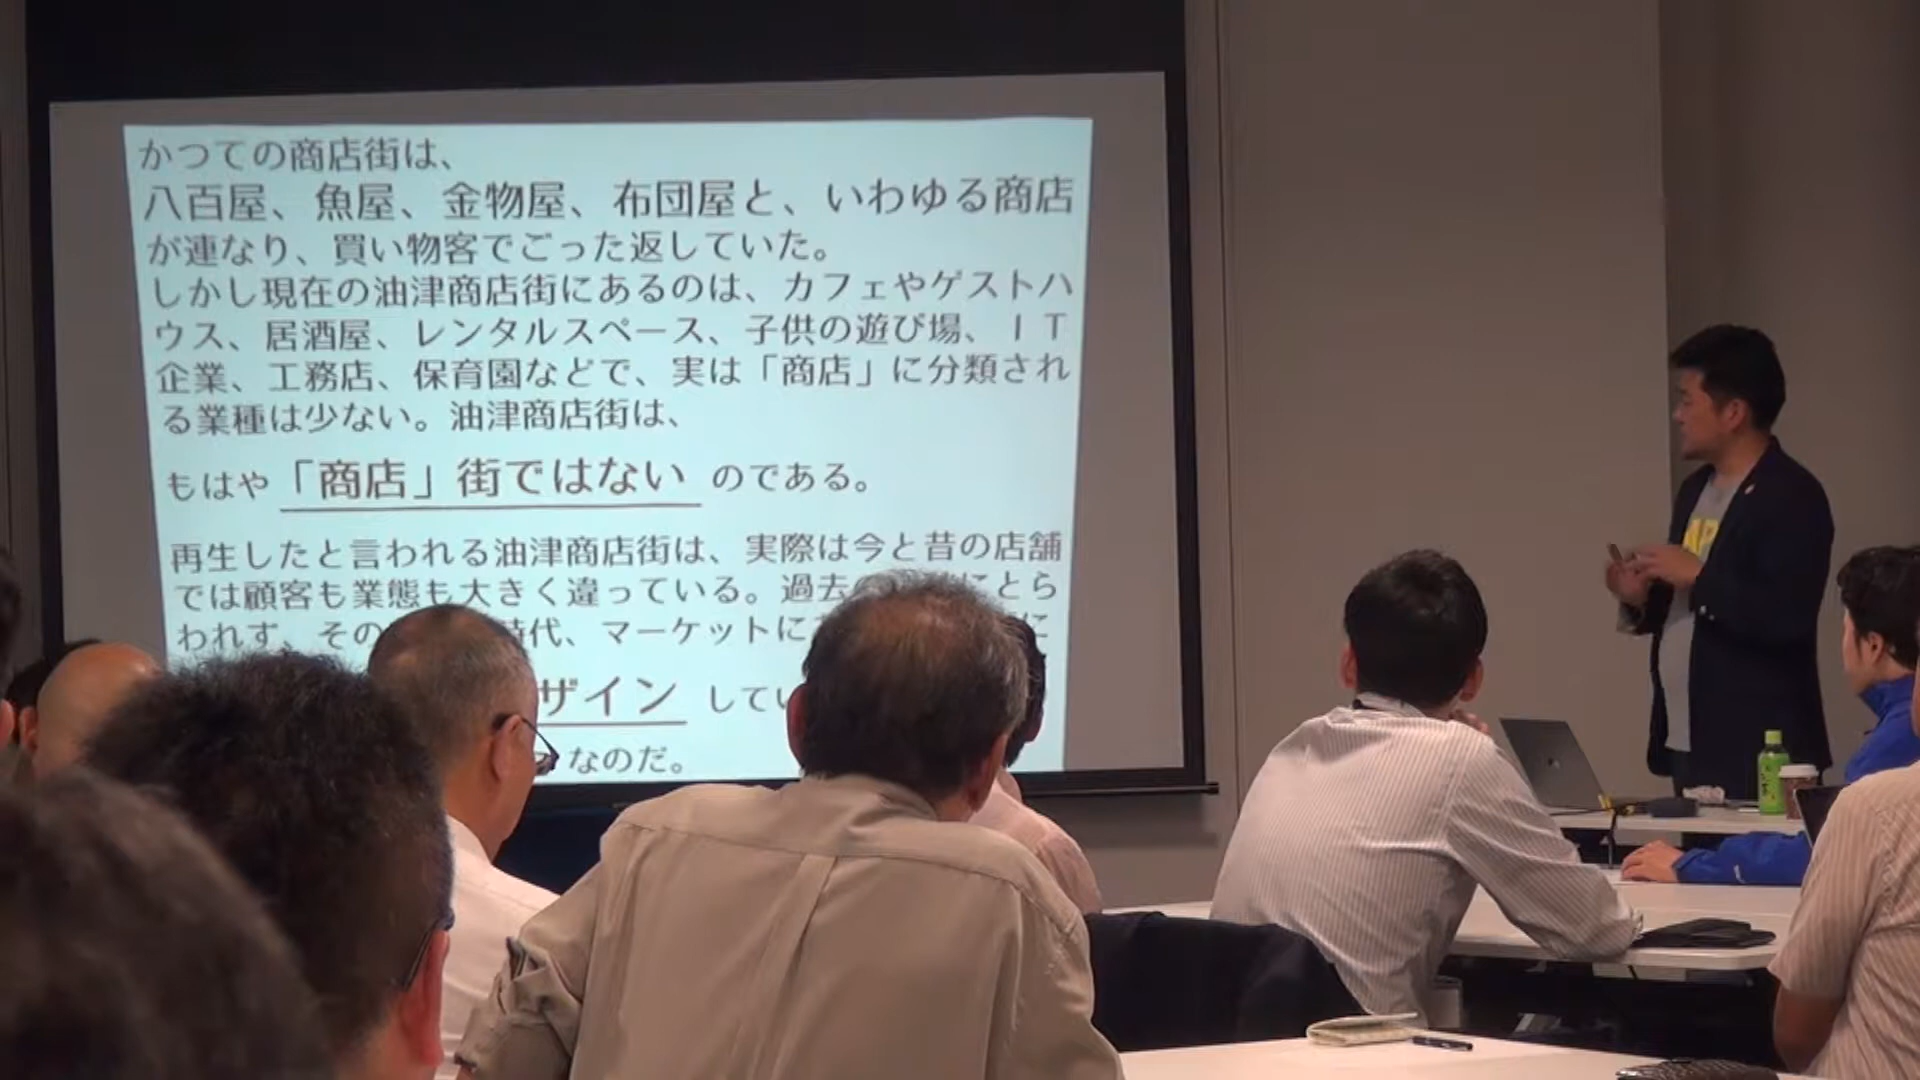 かつての商店街は、
八百屋、魚屋、金物屋、布団屋と、いわゆる商店
が連なり、買い物客でごった返していた。
しかし現在の油津商店街にあるのは、カフェやゲストハ
ウス、居酒屋、レンタルスペース、子供の遊び場、ＩＴ
企業、工務店、保育園などで、実は「商店」に分類され
る業種は少ない。油津商店街は、
もはや「商店」街ではない のである。
再生したと言われる油津商店街は、実際は今と昔の店舗
では顧客も業態も大きく違っている。過去 にとら
われず、その 時代、マーケットに に
ザイン してい
なのだ。